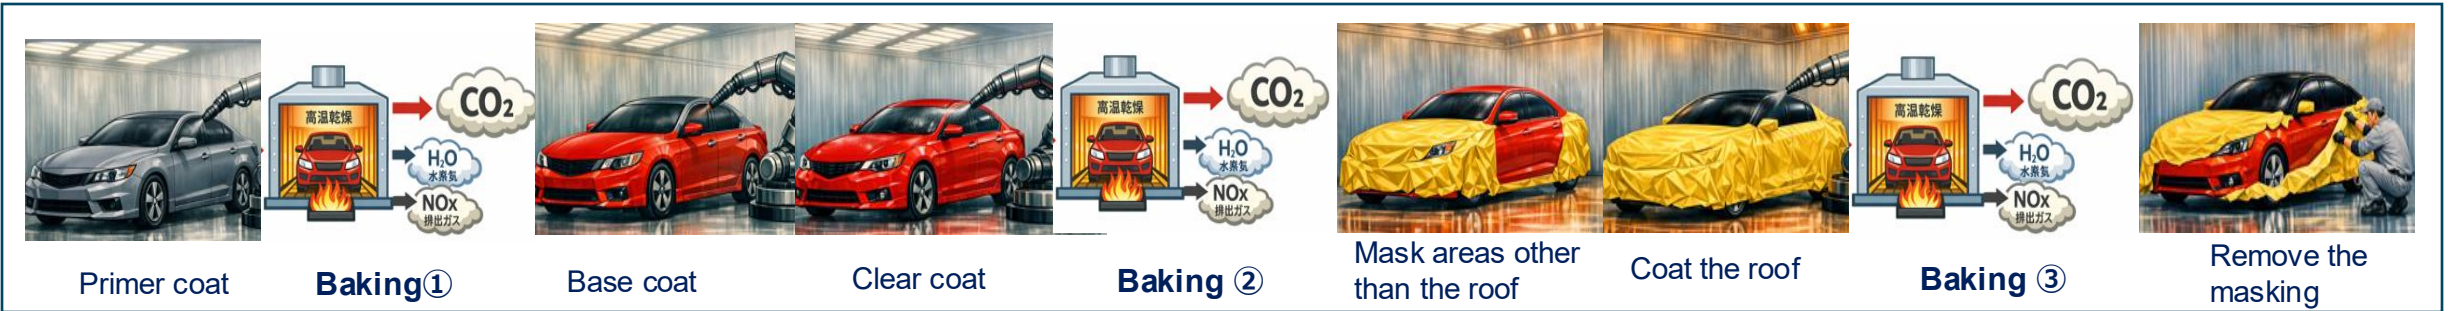 高温乾燥
CO₂
H₂O
水素気
NOx
排出ガス
高温乾燥
CO₂
H₂O
水素気
NOx
排出ガス
高温乾燥
CO₂
H₂O
水素気
NOx
排出ガス
Primer coat
Baking①
Base coat
Clear coat
Baking ②
Mask areas other
than the roof
Coat the roof
Baking ③
Remove the
masking